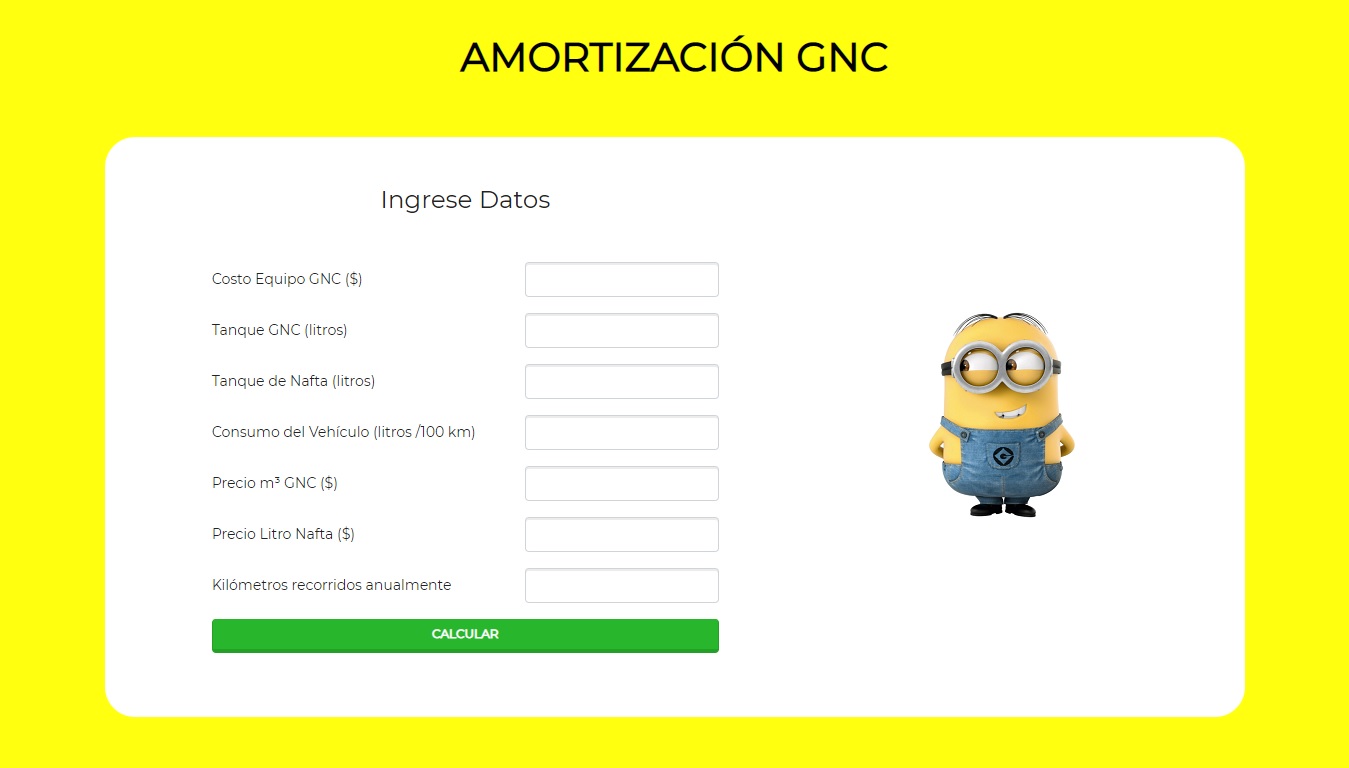 AMORTIZACIÓN GNC
Ingrese Datos
Costo Equipo GNC ($)
Tanque GNC (litros)
Tanque de Nafta (litros)
Consumo del Vehículo (litros /100 km)
Precio m³ GNC ($)
Precio Litro Nafta ($)
Kilómetros recorridos anualmente
CALCULAR